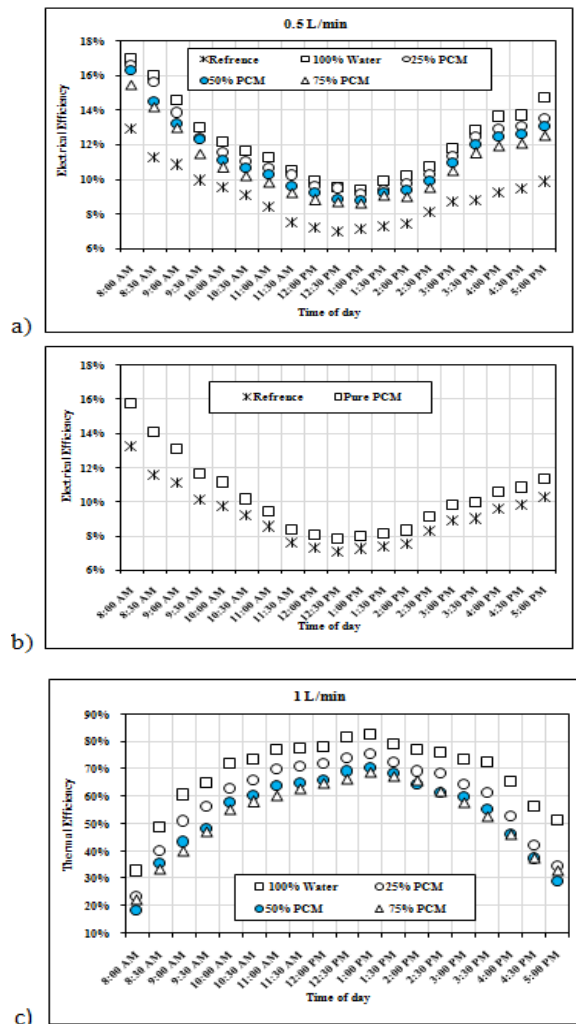 0.5 L/min
18%
16%
14%
12%
10%
8%
6%
Electrical Efficiency
Refrence 100% Water 25% PCM
50% PCM 75% PCM
8:00 AM 8:30 AM 9:00 AM 9:30 AM 10:00 AM 10:30 AM 11:00 AM 11:30 AM 12:00 PM 12:30 PM 1:00 PM 1:30 PM 2:00 PM 2:30 PM 3:00 PM 3:30 PM 4:00 PM 4:30 PM 5:00 PM
Time of day
a)
18%
16%
14%
12%
10%
8%
6%
Electrical Efficiency
Refrence Pure PCM
8:00 AM 8:30 AM 9:00 AM 9:30 AM 10:00 AM 10:30 AM 11:00 AM 11:30 AM 12:00 PM 12:30 PM 1:00 PM 1:30 PM 2:00 PM 2:30 PM 3:00 PM 3:30 PM 4:00 PM 4:30 PM 5:00 PM
Time of day
b)
1 L/min
90%
80%
70%
60%
50%
40%
30%
20%
10%
Thermal Efficiency
100% Water 25% PCM
50% PCM 75% PCM
8:00 AM 8:30 AM 9:00 AM 9:30 AM 10:00 AM 10:30 AM 11:00 AM 11:30 AM 12:00 PM 12:30 PM 1:00 PM 1:30 PM 2:00 PM 2:30 PM 3:00 PM 3:30 PM 4:00 PM 4:30 PM 5:00 PM
Time of day
c)